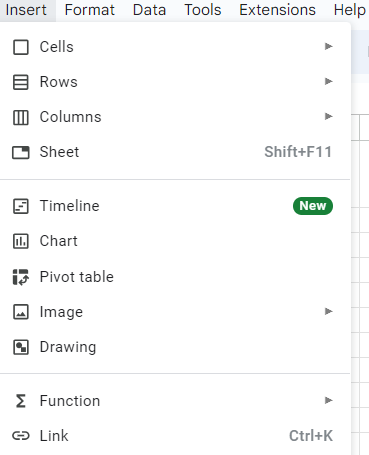 Insert Format Data Tools Extensions Help
Cells
Rows
Columns
Sheet Shift+F11
Timeline New
Chart
Pivot table
Image
Drawing
Function
Link Ctrl+K